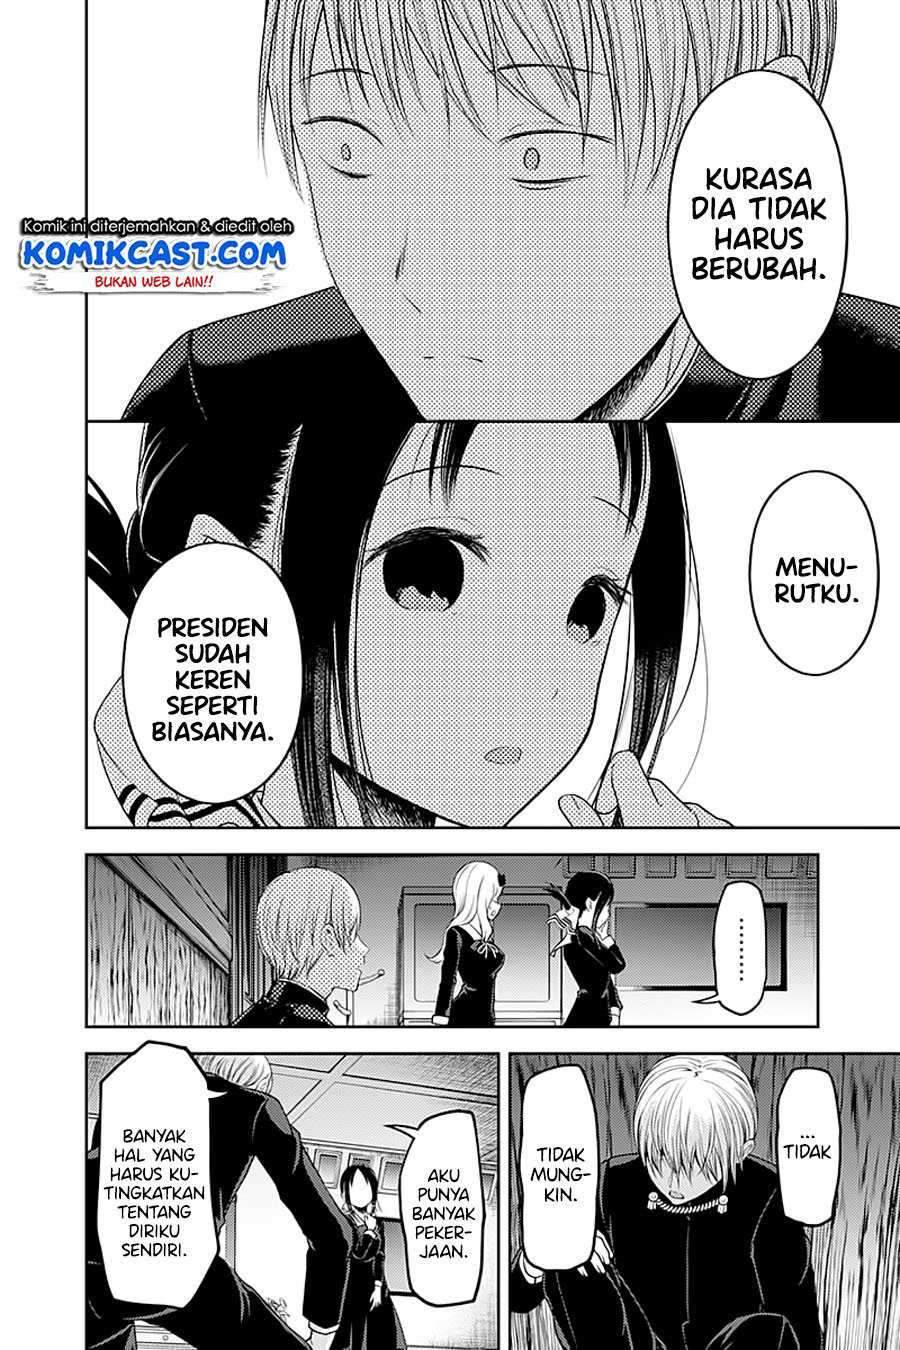 KURASA
DIA TIDAK
HARUS
BERUBAH.
Komik ini diterjemahkan & diedit oleh
KOMIKCAST.COM
BUKAN WEB LAIN!!
MENU-
RUTKU.
PRESIDEN
SUDAH
KEREN
SEPERTI
BIASANYA.
.........
...
TIDAK
TIDAK
MUNG-
KIN.
AKU
PUNYA
BANYAK
PEKER-
JAAN.
BANYAK
HAL YANG
HARUS KU-
TINGKATKAN
TENTANG
DIRIKU
SENDIRI.